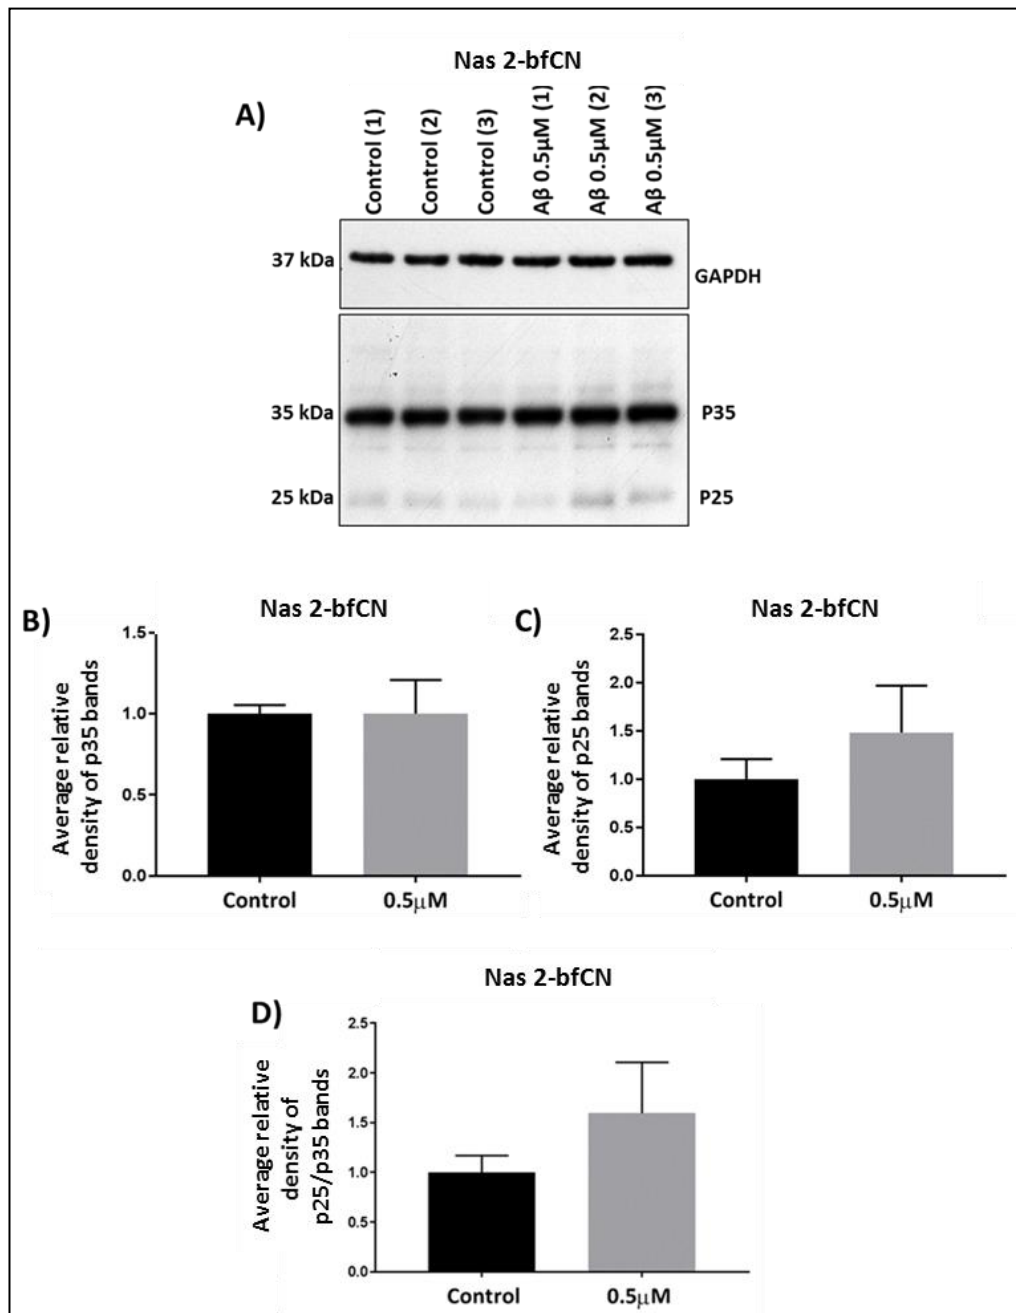 Nas 2-bfCN
A)
Control (1)
Control (2)
Control (3)
Aβ 0.5μM (1)
Aβ 0.5μM (2)
Aβ 0.5μM (3)
37 kDa
GAPDH
35 kDa
P35
25 kDa
P25
B)
Nas 2-bfCN
Average relative
density of p35 bands
1.5
1.0
0.5
0.0
Control
0.5μM
C)
Nas 2-bfCN
Average relative
density of p25 bands
2.5
2.0
1.5
1.0
0.5
0.0
Control
0.5μM
Nas 2-bfCN
D)
Average relative
density of
p25/p35 bands
2.5
2.0
1.5
1.0
0.5
0.0
Control
0.5μM